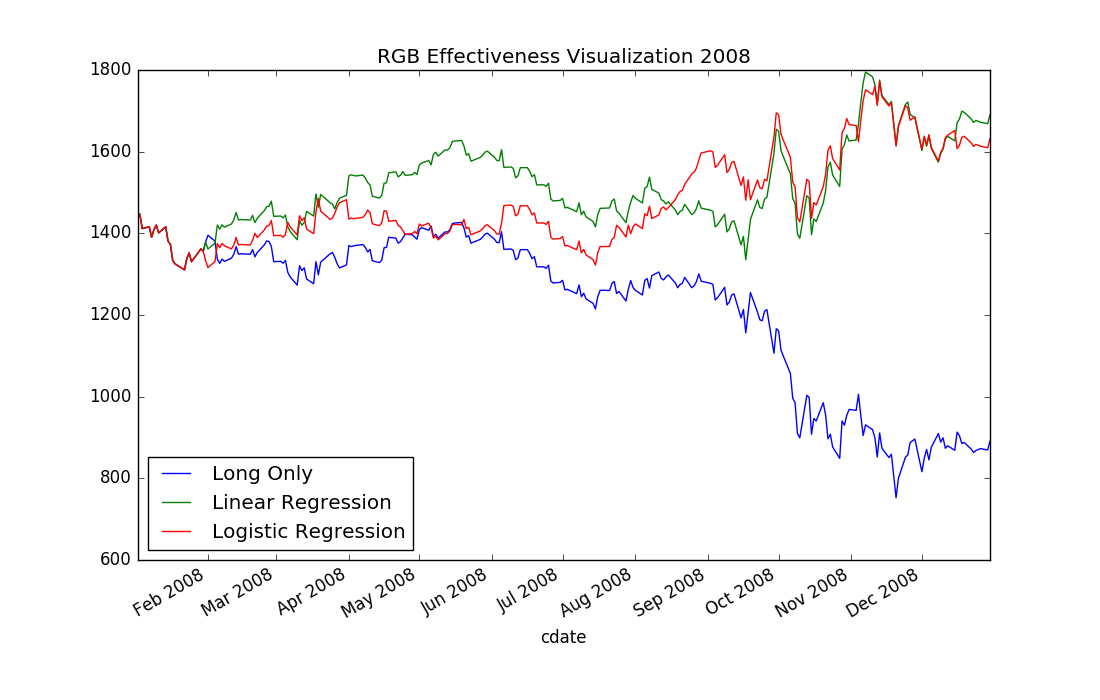 RGB Effectiveness Visualization 2008
1800
1600
1400
1200
1000
800
600
Long Only
Linear Regression
Logistic Regression
Feb 2008
Mar 2008
Apr 2008
May 2008
Jun 2008
Jul 2008
Aug 2008
Sep 2008
Oct 2008
Nov 2008
Dec 2008
cdate